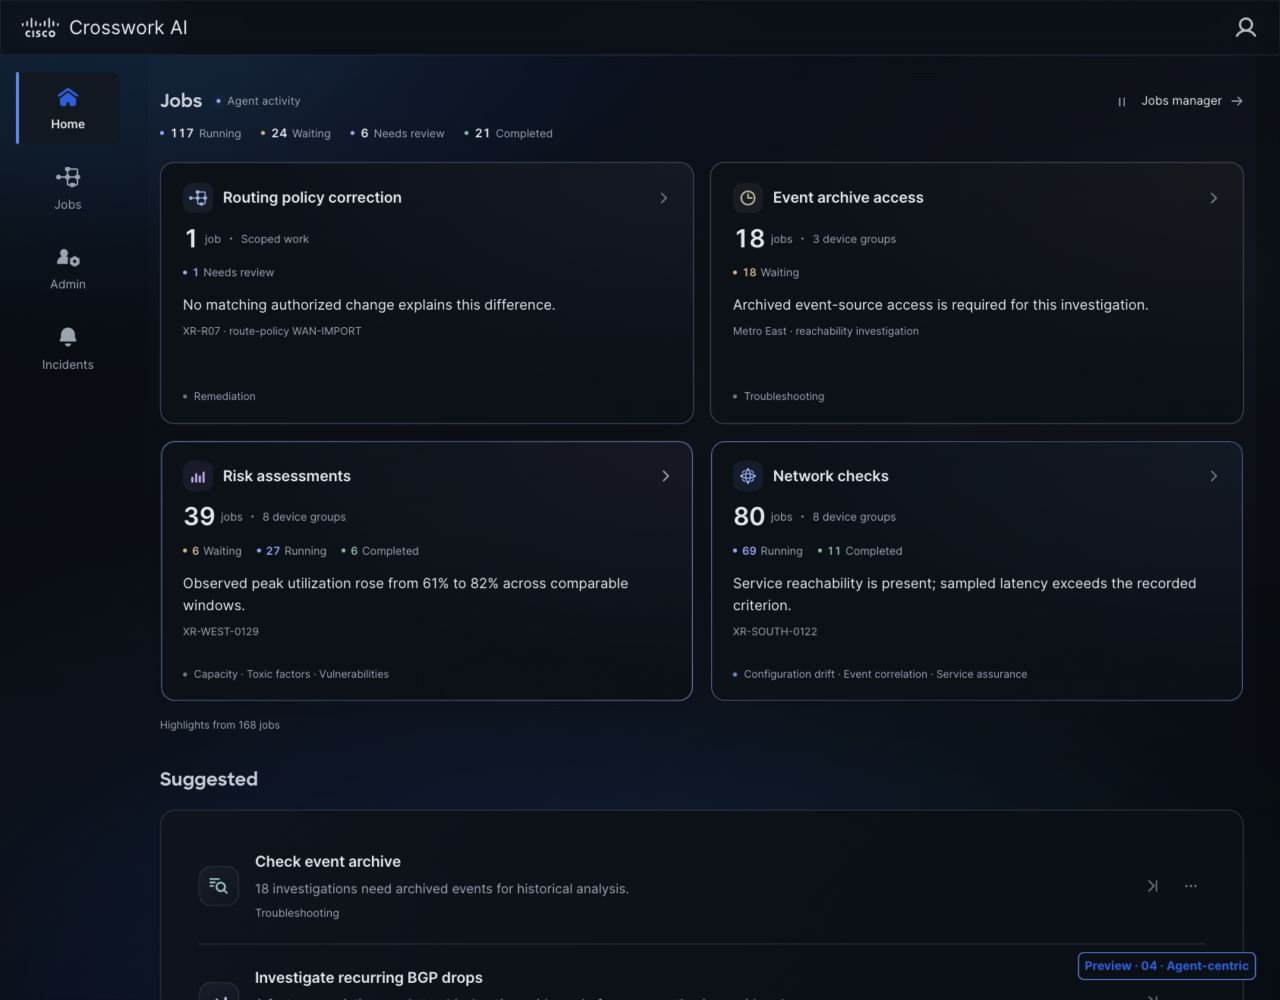 CISCO Crosswork AI
Home
Jobs
Admin
Incidents
Jobs • Agent activity
Jobs manager →
• 117 Running • 24 Waiting • 6 Needs review • 21 Completed
Routing policy correction
1 job · Scoped work
• 1 Needs review
No matching authorized change explains this difference.
XR-R07 · route-policy WAN-IMPORT
• Remediation
Event archive access
18 jobs · 3 device groups
• 18 Waiting
Archived event-source access is required for this investigation.
Metro East · reachability investigation
• Troubleshooting
Risk assessments
39 jobs · 8 device groups
• 6 Waiting • 27 Running • 6 Completed
Observed peak utilization rose from 61% to 82% across comparable
windows.
XR-WEST-0129
• Capacity · Toxic factors · Vulnerabilities
Network checks
80 jobs · 8 device groups
• 69 Running • 11 Completed
Service reachability is present; sampled latency exceeds the recorded
criterion.
XR-SOUTH-0122
• Configuration drift · Event correlation · Service assurance
Highlights from 168 jobs
Suggested
Check event archive
18 investigations need archived events for historical analysis.
Troubleshooting
Investigate recurring BGP drops
Preview · 04 · Agent-centric